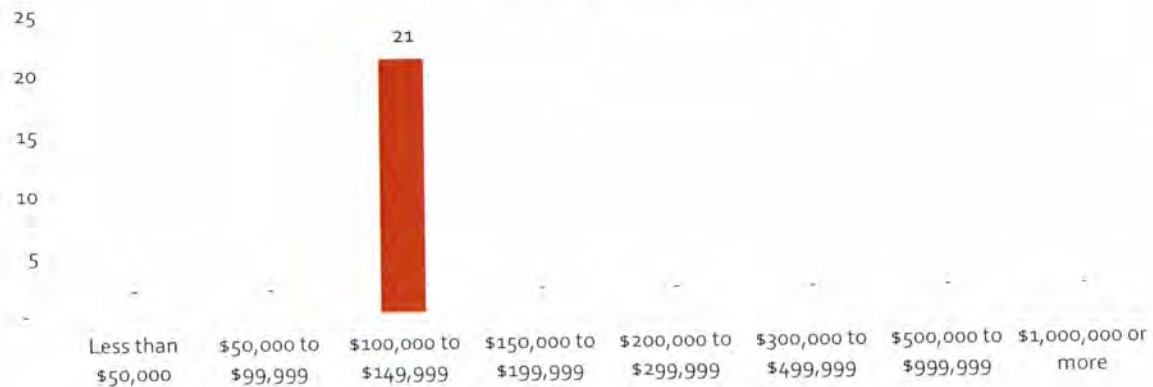 25
21
20
15
10
5
- - - - - - -
-
Less than $50,000 to $100,000 to $150,000 to $200,000 to $300,000 to $500,000 to $1,000,000 or
$50,000 $99,999 $149,999 $199,999 $299,999 $499,999 $999,999 more